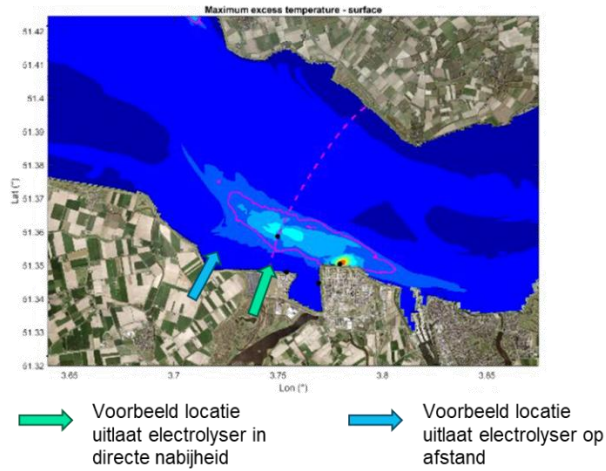 Maximum excess temperature - surface
51.42
51.41
51.4
51.39
51.38
51.37
51.36
51.35
51.34
51.33
51.32
Lat (°)
3.65
3.7
3.75
3.8
3.85
Lon (°)
Voorbeeld locatie
uitlaat electrolyser in
directe nabijheid
Voorbeeld locatie
uitlaat electrolyser op
afstand